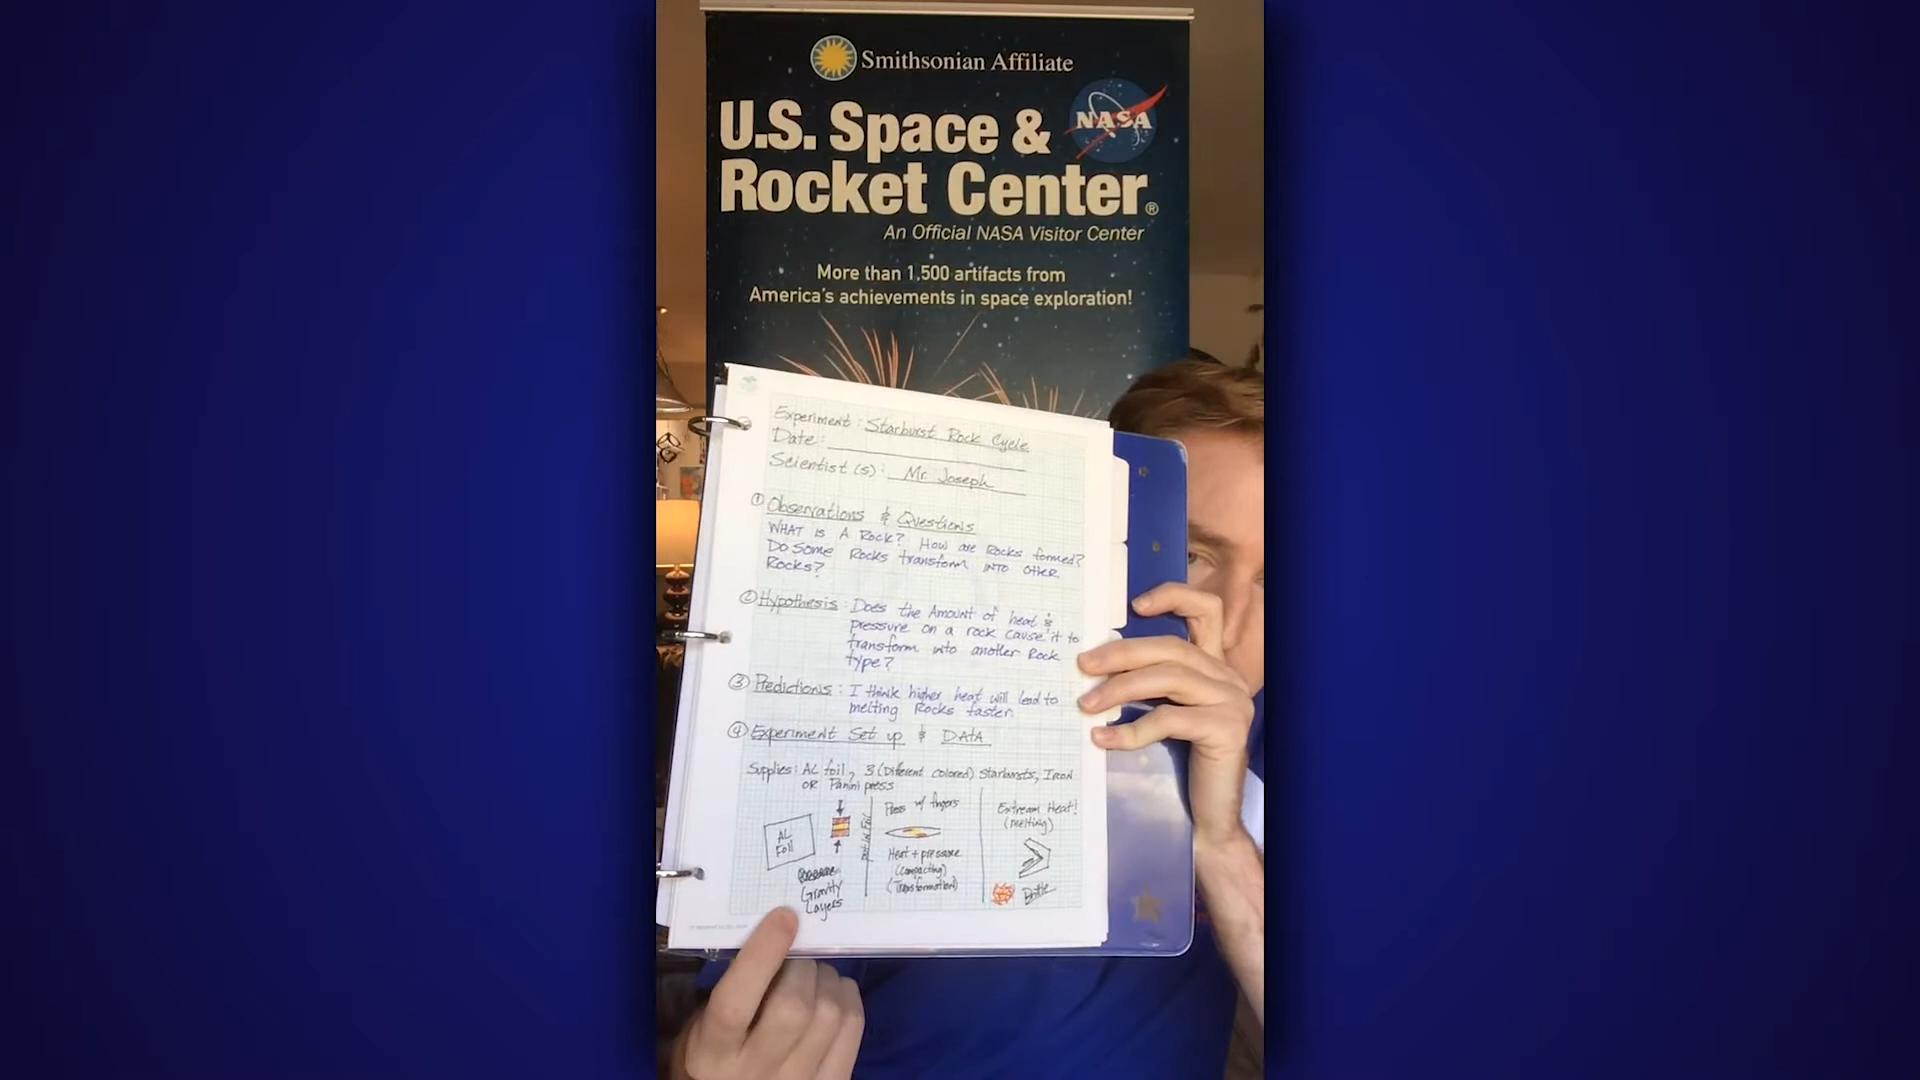 Smithsonian Affiliate
NASA
U.S. Space &
Rocket Center®
An Official NASA Visitor Center
More than 1,500 artifacts from
America's achievements in space exploration!
Experiment: Starburst Rock Cycle
Date:
Scientist(s): Mr. Joseph
① Observations & Questions
WHAT is A Rock? How are Rocks formed?
Do Some Rocks transform INTO other
Rocks?
② Hypothesis: Does the Amount of heat &
pressure on a rock cause it to
transform into another Rock
type?
③ Predictions: I think higher heat will lead to
melting Rocks faster.
④ Experiment Set up & DATA
Supplies: AL foil, 3 (Different colored) Starbursts, IRON
OR Panini press
AL
Foil
Gravity
Layers
put in Foil
Press w/ fingers
Heat + pressure
(compacting)
(Transformation)
Extream Heat!
(melting)